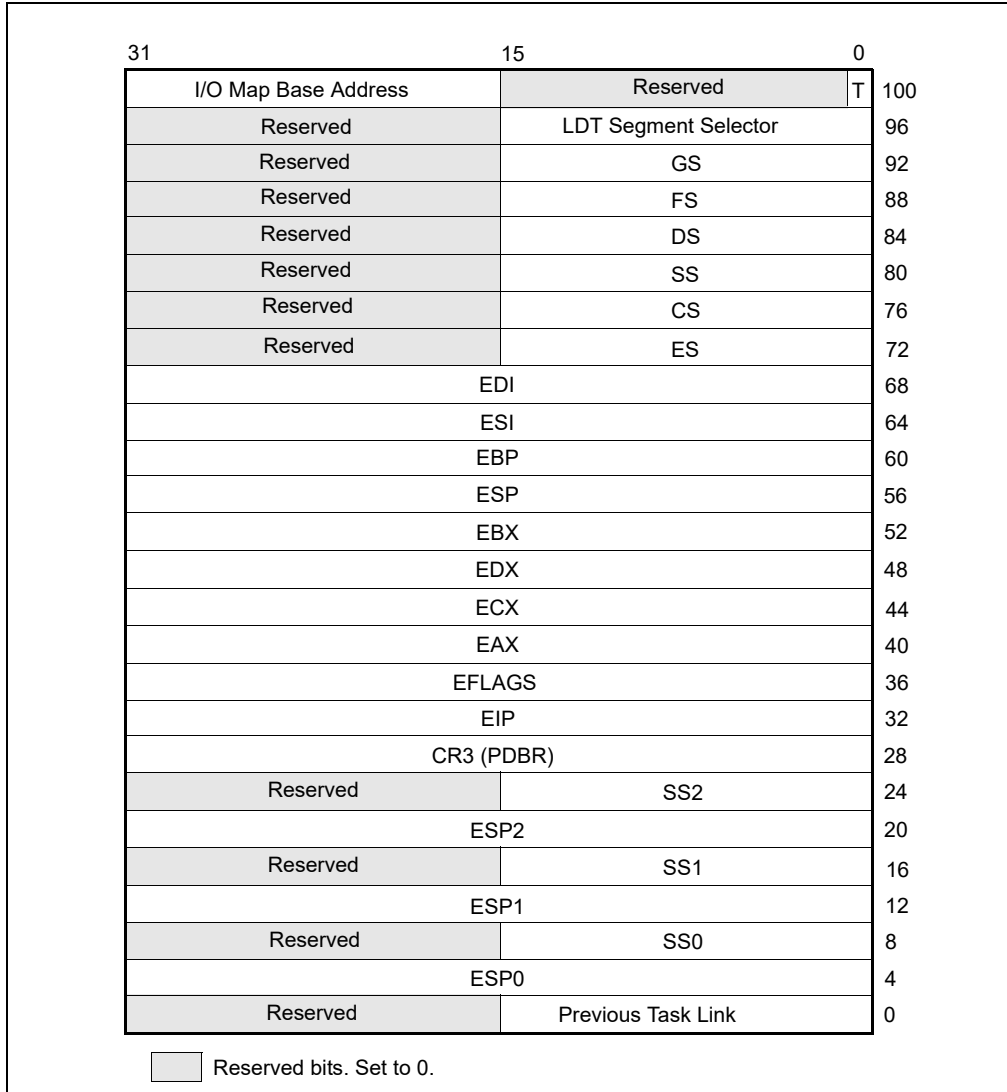 31 15 0
I/O Map Base Address Reserved T 100
Reserved LDT Segment Selector 96
Reserved GS 92
Reserved FS 88
Reserved DS 84
Reserved SS 80
Reserved CS 76
Reserved ES 72
EDI 68
ESI 64
EBP 60
ESP 56
EBX 52
EDX 48
ECX 44
EAX 40
EFLAGS 36
EIP 32
CR3 (PDBR) 28
Reserved SS2 24
ESP2 20
Reserved SS1 16
ESP1 12
Reserved SS0 8
ESP0 4
Reserved Previous Task Link 0
Reserved bits. Set to 0.